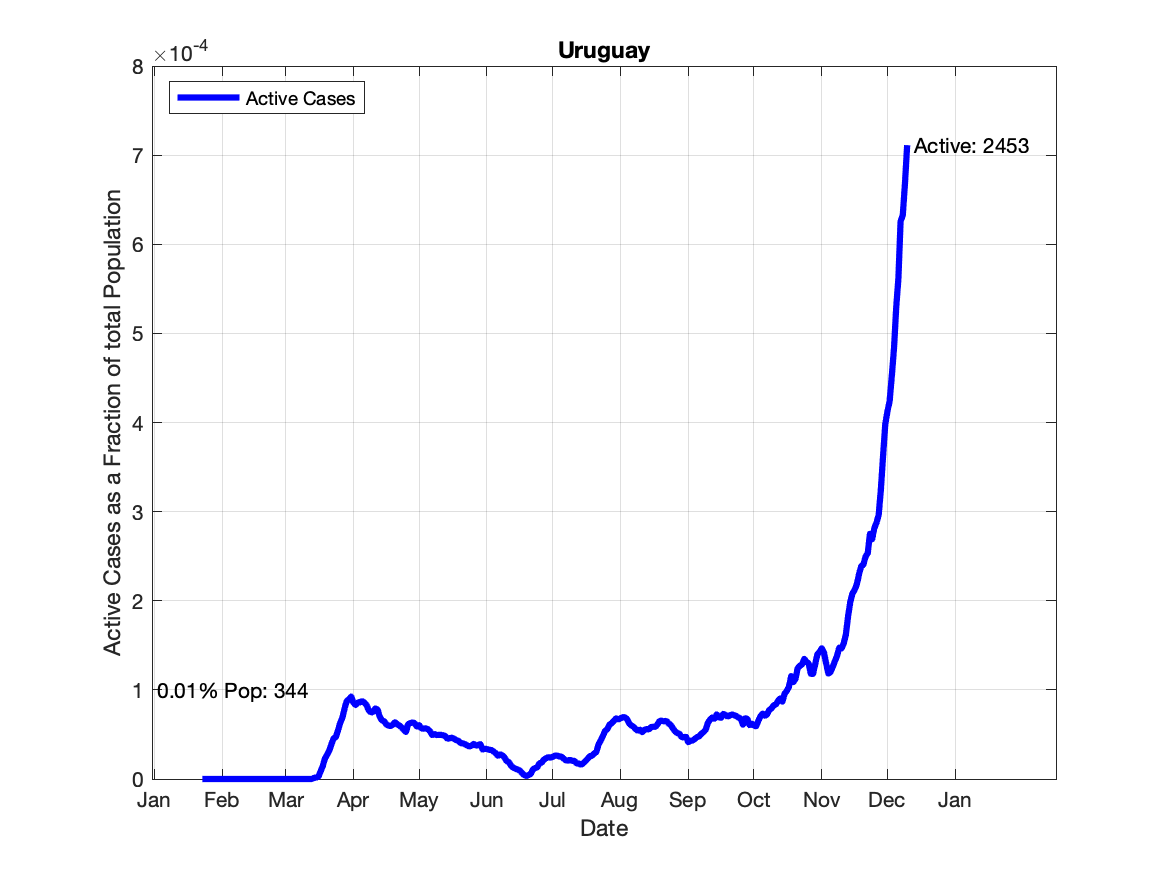 Uruguay
×10-4
Active Cases
8
7
6
5
4
3
2
1
0
Active: 2453
0.01% Pop: 344
Active Cases as a Fraction of total Population
Jan Feb Mar Apr May Jun Jul Aug Sep Oct Nov Dec Jan
Date